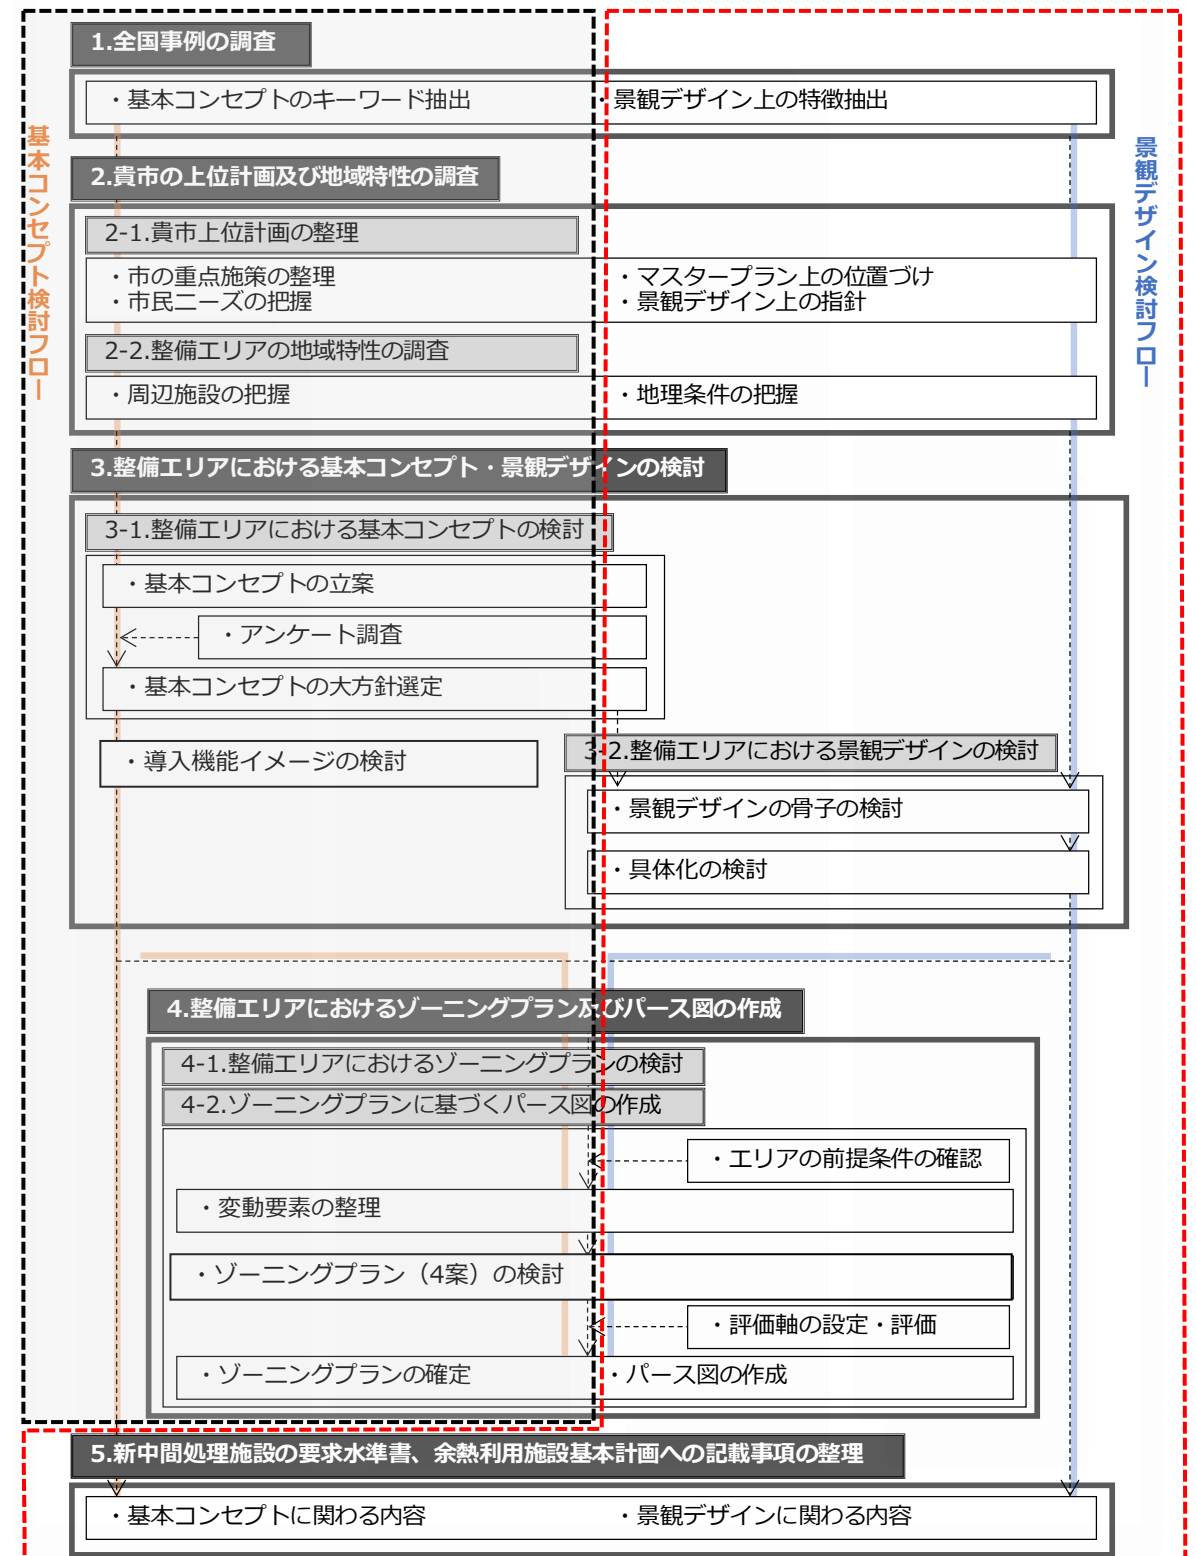 1.全国事例の調査
・基本コンセプトのキーワード抽出
・景観デザイン上の特徴抽出
基本コンセプト検討フロー
景観デザイン検討フロー
2.貴市の上位計画及び地域特性の調査
2-1.貴市上位計画の整理
・市の重点施策の整理
・市民ニーズの把握
・マスタープラン上の位置づけ
・景観デザイン上の指針
2-2.整備エリアの地域特性の調査
・周辺施設の把握
・地理条件の把握
3.整備エリアにおける基本コンセプト・景観デザインの検討
3-1.整備エリアにおける基本コンセプトの検討
・基本コンセプトの立案
・アンケート調査
・基本コンセプトの大方針選定
・導入機能イメージの検討
3-2.整備エリアにおける景観デザインの検討
・景観デザインの骨子の検討
・具体化の検討
4.整備エリアにおけるゾーニングプラン及びパース図の作成
4-1.整備エリアにおけるゾーニングプランの検討
4-2.ゾーニングプランに基づくパース図の作成
・エリアの前提条件の確認
・変動要素の整理
・ゾーニングプラン（4案）の検討
・評価軸の設定・評価
・ゾーニングプランの確定
・パース図の作成
5.新中間処理施設の要求水準書、余熱利用施設基本計画への記載事項の整理
・基本コンセプトに関わる内容
・景観デザインに関わる内容